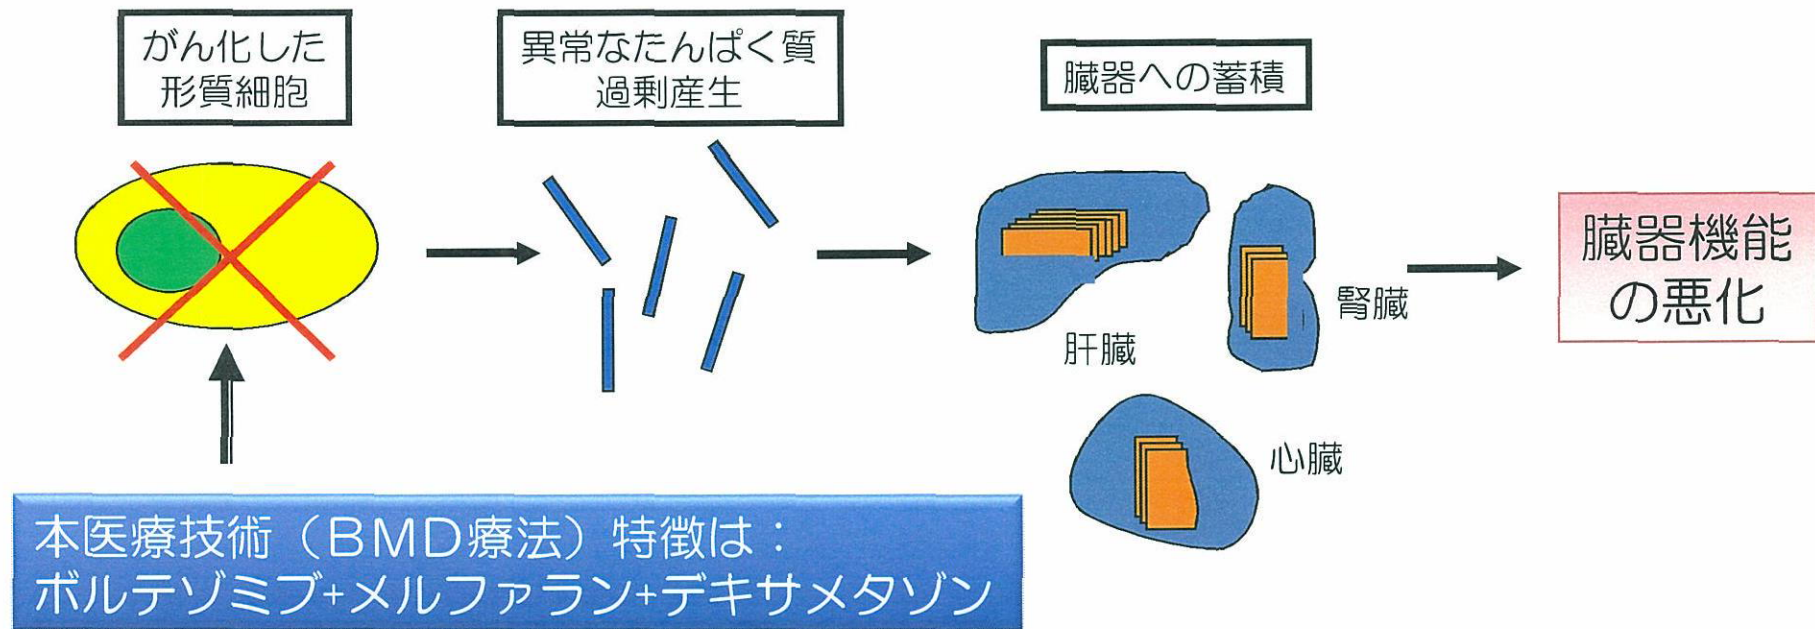 がん化した
形質細胞
異常なたんぱく質
過剰産生
臓器への蓄積
肝臓
腎臓
心臓
臓器機能
の悪化
本医療技術（BMD療法）特徴は：
ボルテゾミブ+メルファラン+デキサメタゾン